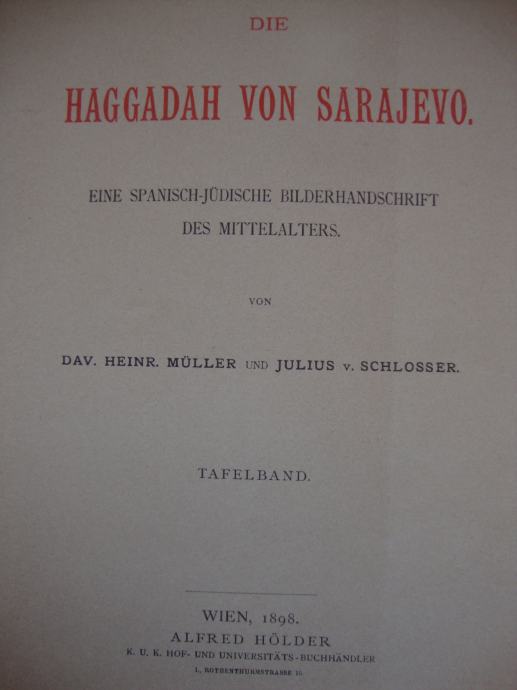 DIE
HAGGADAH VON SARAJEVO.
EINE SPANISCH-JÜDISCHE BILDERHANDSCHRIFT
DES MITTELALTERS.
VON
DAV. HEINR. MÜLLER UND JULIUS V. SCHLOSSER.
TAFELBAND.
WIEN, 1898.
ALFRED HÖLDER
K. U. K. HOF- UND UNIVERSITÄTS-BUCHHÄNDLER
I., ROTHENTHURMSTRASSE